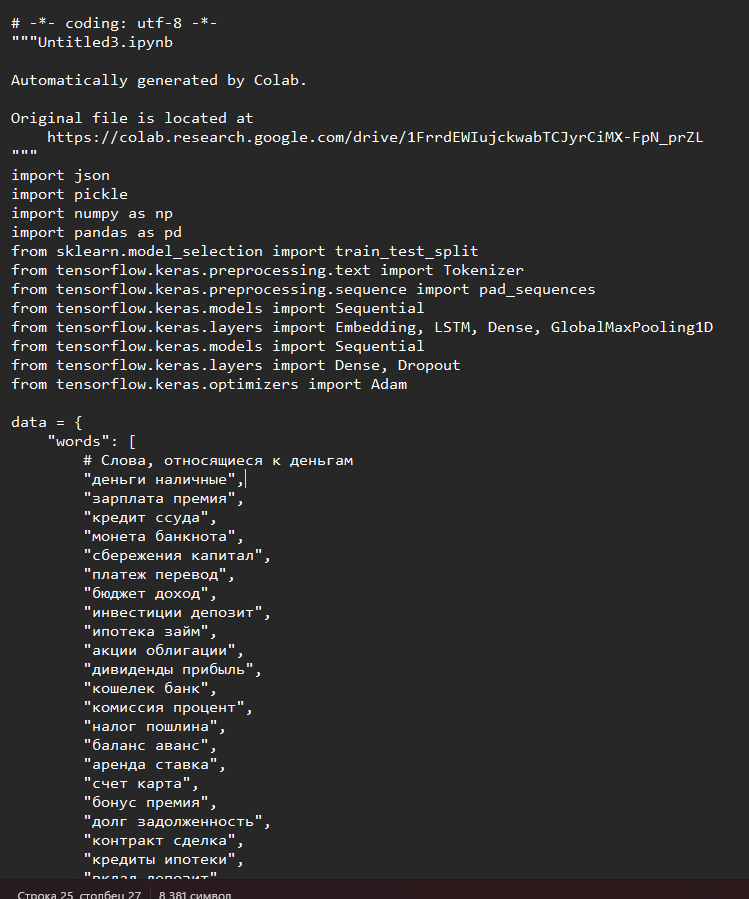 # -*- coding: utf-8 -*-
"""Untitled3.ipynb
Automatically generated by Colab.
Original file is located at
https://colab.research.google.com/drive/1FrrdEWIujckwabTCJyrCiMX-FpN_prZL
"""
import json
import pickle
import numpy as np
import pandas as pd
from sklearn.model_selection import train_test_split
from tensorflow.keras.preprocessing.text import Tokenizer
from tensorflow.keras.preprocessing.sequence import pad_sequences
from tensorflow.keras.models import Sequential
from tensorflow.keras.layers import Embedding, LSTM, Dense, GlobalMaxPooling1D
from tensorflow.keras.models import Sequential
from tensorflow.keras.layers import Dense, Dropout
from tensorflow.keras.optimizers import Adam
data = {
"words": [
# Слова, относящиеся к деньгам
"деньги наличные",
"зарплата премия",
"кредит ссуда",
"монета банкнота",
"сбережения капитал",
"платеж перевод",
"бюджет доход",
"инвестиции депозит",
"ипотека займ",
"акции облигации",
"дивиденды прибыль",
"кошелек банк",
"комиссия процент",
"налог пошлина",
"баланс аванс",
"аренда ставка",
"счет карта",
"бонус премия",
"долг задолженность",
"контракт сделка",
"кредиты ипотеки",
"вклад депозит"
Строка 25, столбец 27 8 381 символ